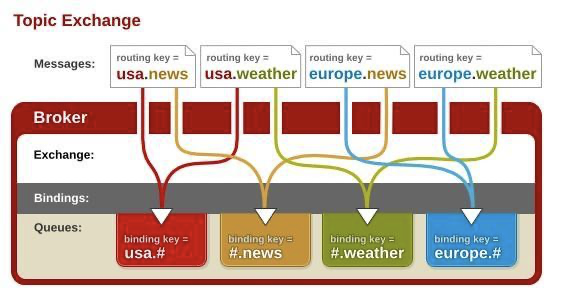 Topic Exchange
Messages:
routing key =
usa.news
routing key =
usa.weather
routing key =
europe.news
routing key =
europe.weather
Broker
Exchange:
Bindings:
Queues:
binding key =
usa.#
binding key =
#.news
binding key =
#.weather
binding key =
europe.#